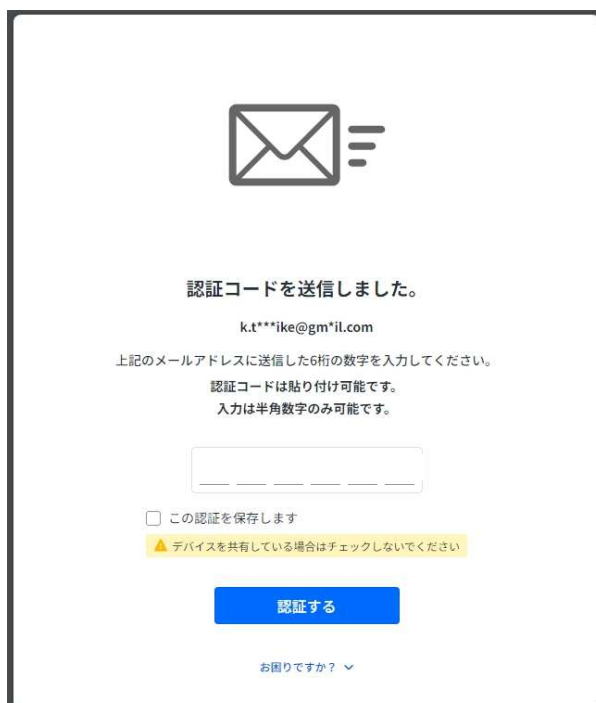 認証コードを送信しました。
k.t***ike@gm*il.com
上記のメールアドレスに送信した6桁の数字を入力してください。
認証コードは貼り付け可能です。
入力は半角数字のみ可能です。
この認証を保存します
デバイスを共有している場合はチェックしないでください
認証する
お困りですか？